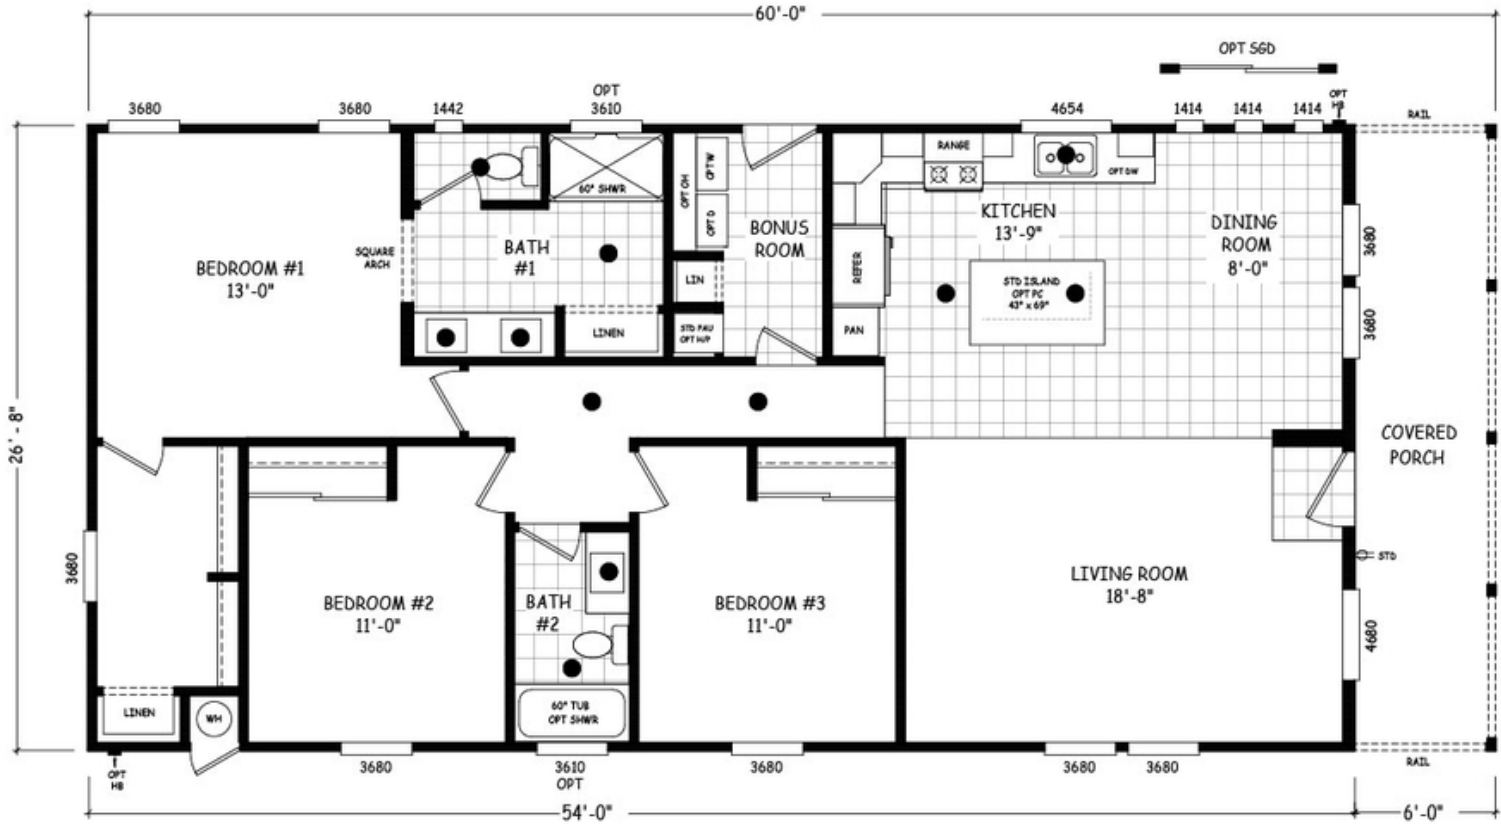 60'-0"
OPT SGD
3680
3680
1442
OPT
3610
4654
1414
1414
1414
OPT
HB
RAIL
60" SHWR
OPT OH
OPT W
OPT D
RANGE
OPT DW
BEDROOM #1
13'-0"
SQUARE
ARCH
BATH
#1
BONUS
ROOM
KITCHEN
13'-9"
DINING
ROOM
8'-0"
3680
REFER
LIN
STD ISLAND
OPT PC
43" x 69"
LINEN
STD FAU
OPT H/P
PAN
3680
26'-8"
COVERED
PORCH
3680
STD
BEDROOM #2
11'-0"
BATH
#2
BEDROOM #3
11'-0"
LIVING ROOM
18'-8"
4680
LINEN
WH
60" TUB
OPT SHWR
OPT
HB
3680
3610
OPT
3680
3680
3680
RAIL
54'-0"
6'-0"